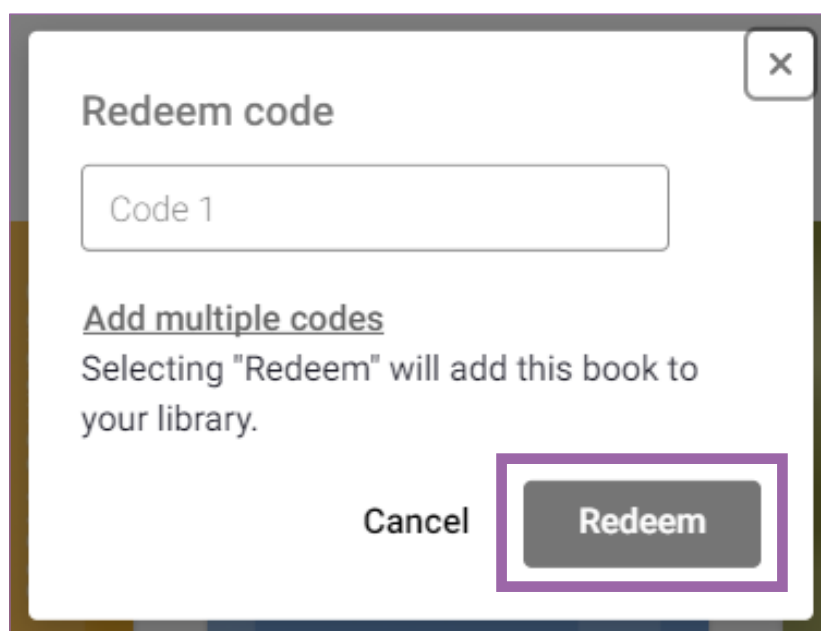 Redeem code
Code 1
Add multiple codes
Selecting "Redeem" will add this book to
your library.
Cancel
Redeem